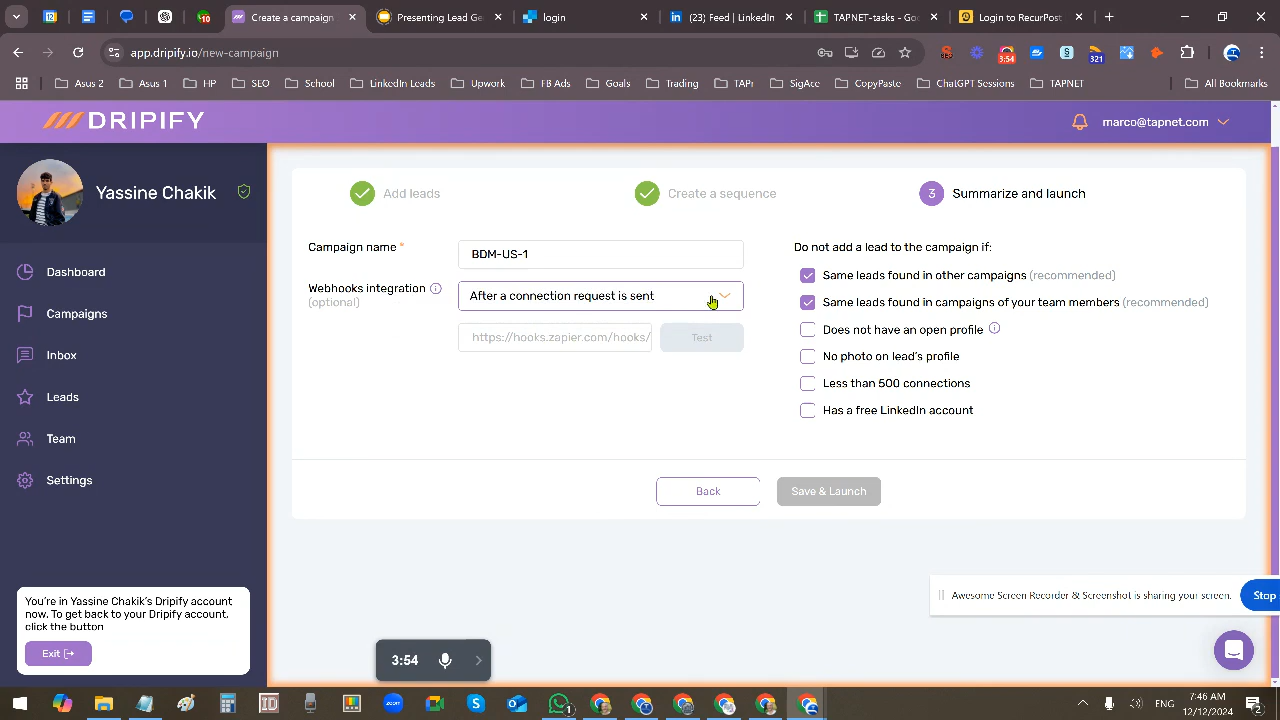 Create a campaign
Presenting Lead Ge
login
(23) Feed | LinkedIn
TAPNET-tasks - Goo
Login to RecurPost
app.dripify.io/new-campaign
3:54
321
Asus 2
Asus 1
HP
SEO
School
LinkedIn Leads
Upwork
FB Ads
Goals
Trading
TAPr
SigAce
CopyPaste
ChatGPT Sessions
TAPNET
All Bookmarks
DRIPIFY
marco@tapnet.com
Yassine Chakik
Dashboard
Campaigns
Inbox
Leads
Team
Settings
You're in Yassine Chakik's Dripify account
now. To get back to your Dripify account,
click the button
Exit
Add leads
Create a sequence
3 Summarize and launch
Campaign name *
BDM-US-1
Webhooks integration
(optional)
After a connection request is sent
https://hooks.zapier.com/hooks/
Test
Do not add a lead to the campaign if:
Same leads found in other campaigns (recommended)
Same leads found in campaigns of your team members (recommended)
Does not have an open profile
No photo on lead's profile
Less than 500 connections
Has a free LinkedIn account
Back
Save & Launch
Awesome Screen Recorder & Screenshot is sharing your screen.
Stop
3:54
ENG
7:46 AM
12/12/2024